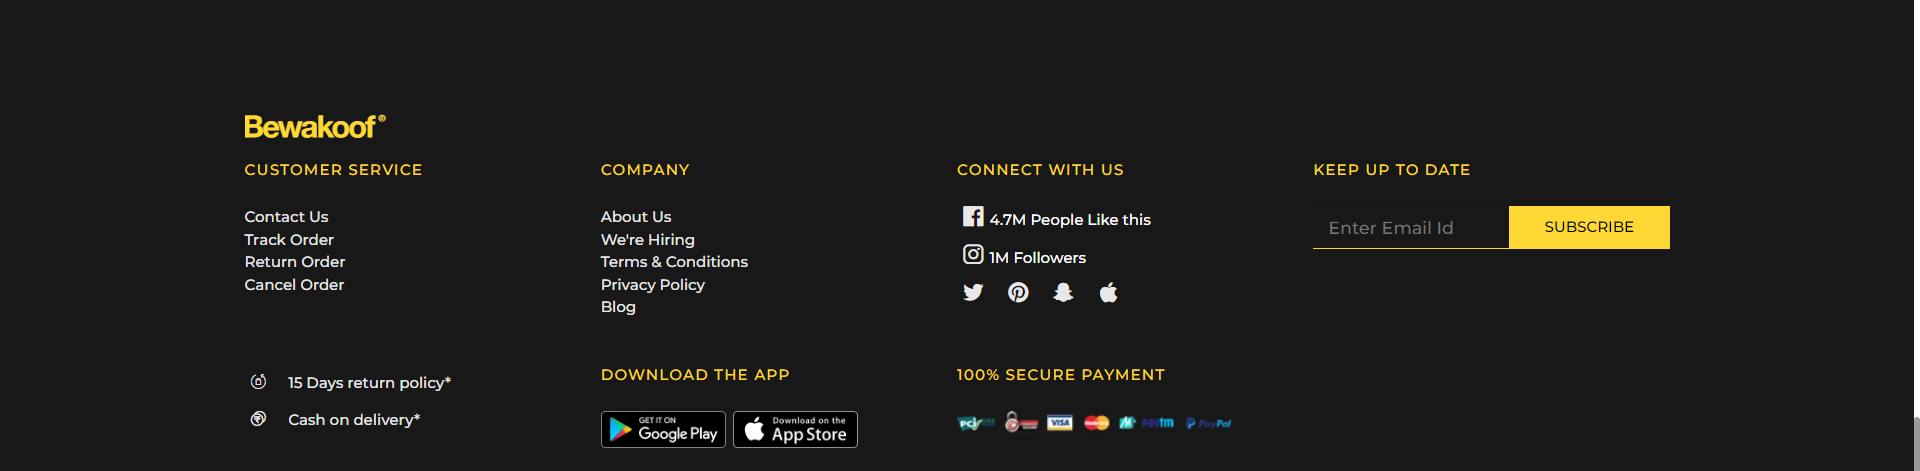 Bewakoof®
CUSTOMER SERVICE
Contact Us
Track Order
Return Order
Cancel Order
15 Days return policy*
Cash on delivery*
COMPANY
About Us
We're Hiring
Terms & Conditions
Privacy Policy
Blog
DOWNLOAD THE APP
GET IT ON
Google Play
Download on the
App Store
CONNECT WITH US
4.7M People Like this
1M Followers
100% SECURE PAYMENT
PCI
VISA
paytm
PayPal
KEEP UP TO DATE
Enter Email Id
SUBSCRIBE